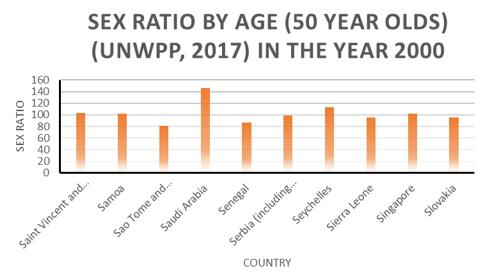 SEX RATIO BY AGE (50 YEAR OLDS)
(UNWPP, 2017) IN THE YEAR 2000
160
140
120
100
80
60
40
20
0
SEX RATIO
Saint Vincent and...
Samoa
Sao Tome and...
Saudi Arabia
Senegal
Serbia (including...
Seychelles
Sierra Leone
Singapore
Slovakia
COUNTRY